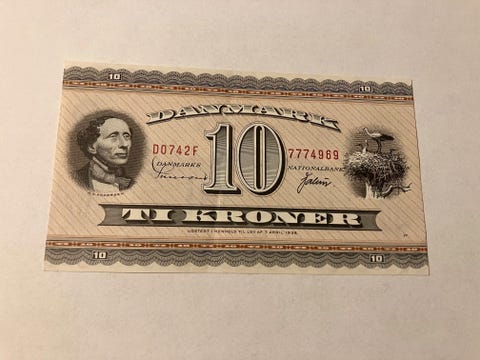 10 10
DANMARK
D0742F 10 7774969
DANMARKS NATIONALBANK
TI KRONER
10 10